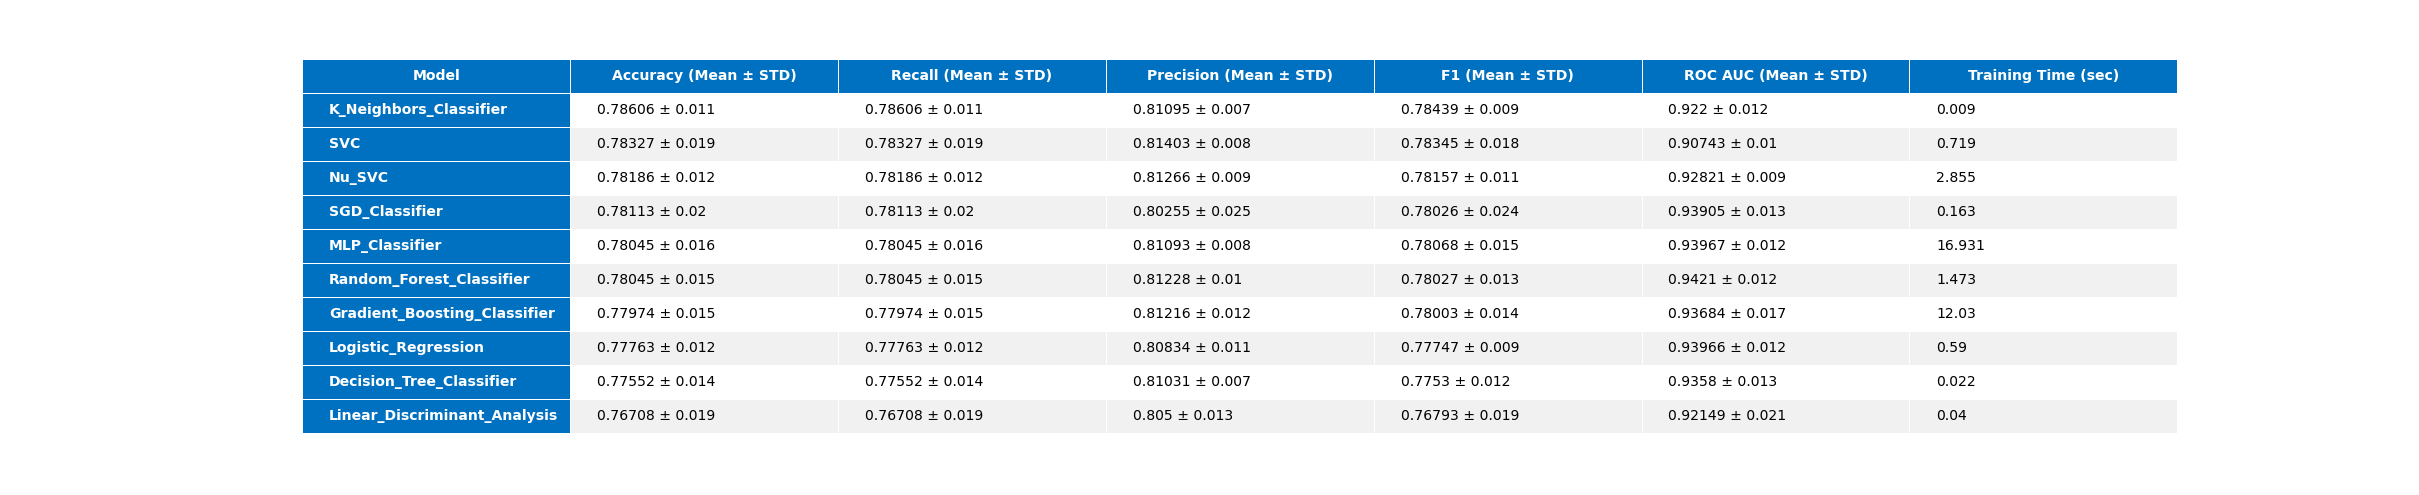 Model Accuracy (Mean ± STD) Recall (Mean ± STD) Precision (Mean ± STD) F1 (Mean ± STD) ROC AUC (Mean ± STD) Training Time (sec)
K_Neighbors_Classifier 0.78606 ± 0.011 0.78606 ± 0.011 0.81095 ± 0.007 0.78439 ± 0.009 0.922 ± 0.012 0.009
SVC 0.78327 ± 0.019 0.78327 ± 0.019 0.81403 ± 0.008 0.78345 ± 0.018 0.90743 ± 0.01 0.719
Nu_SVC 0.78186 ± 0.012 0.78186 ± 0.012 0.81266 ± 0.009 0.78157 ± 0.011 0.92821 ± 0.009 2.855
SGD_Classifier 0.78113 ± 0.02 0.78113 ± 0.02 0.80255 ± 0.025 0.78026 ± 0.024 0.93905 ± 0.013 0.163
MLP_Classifier 0.78045 ± 0.016 0.78045 ± 0.016 0.81093 ± 0.008 0.78068 ± 0.015 0.93967 ± 0.012 16.931
Random_Forest_Classifier 0.78045 ± 0.015 0.78045 ± 0.015 0.81228 ± 0.01 0.78027 ± 0.013 0.9421 ± 0.012 1.473
Gradient_Boosting_Classifier 0.77974 ± 0.015 0.77974 ± 0.015 0.81216 ± 0.012 0.78003 ± 0.014 0.93684 ± 0.017 12.03
Logistic_Regression 0.77763 ± 0.012 0.77763 ± 0.012 0.80834 ± 0.011 0.77747 ± 0.009 0.93966 ± 0.012 0.59
Decision_Tree_Classifier 0.77552 ± 0.014 0.77552 ± 0.014 0.81031 ± 0.007 0.7753 ± 0.012 0.9358 ± 0.013 0.022
Linear_Discriminant_Analysis 0.76708 ± 0.019 0.76708 ± 0.019 0.805 ± 0.013 0.76793 ± 0.019 0.92149 ± 0.021 0.04